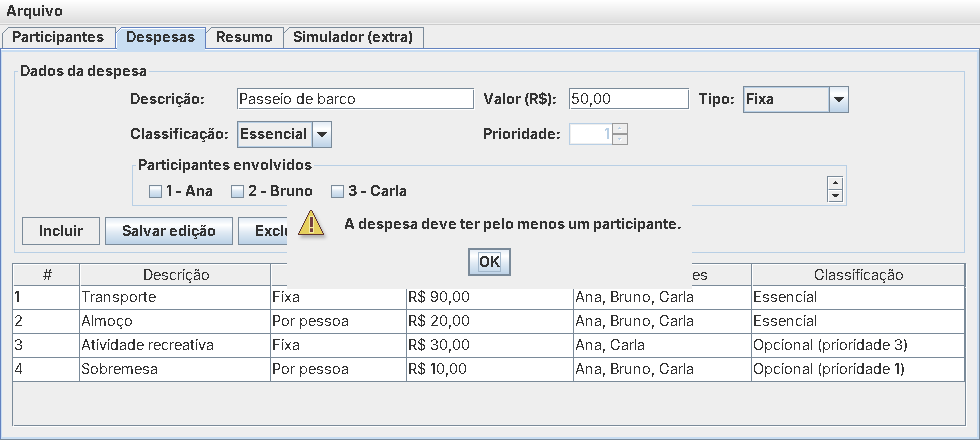 Arquivo
Participantes Despesas Resumo Simulador (extra)
Dados da despesa
Descrição: Passeio de barco Valor (R$): 50,00 Tipo: Fixa
Classificação: Essencial Prioridade: 1
Participantes envolvidos
1 - Ana 2 - Bruno 3 - Carla
A despesa deve ter pelo menos um participante.
Incluir Salvar edição Exclu
OK
# Descrição es Classificação
1 Transporte Fixa R$ 90,00 Ana, Bruno, Carla Essencial
2 Almoço Por pessoa R$ 20,00 Ana, Bruno, Carla Essencial
3 Atividade recreativa Fixa R$ 30,00 Ana, Carla Opcional (prioridade 3)
4 Sobremesa Por pessoa R$ 10,00 Ana, Bruno, Carla Opcional (prioridade 1)